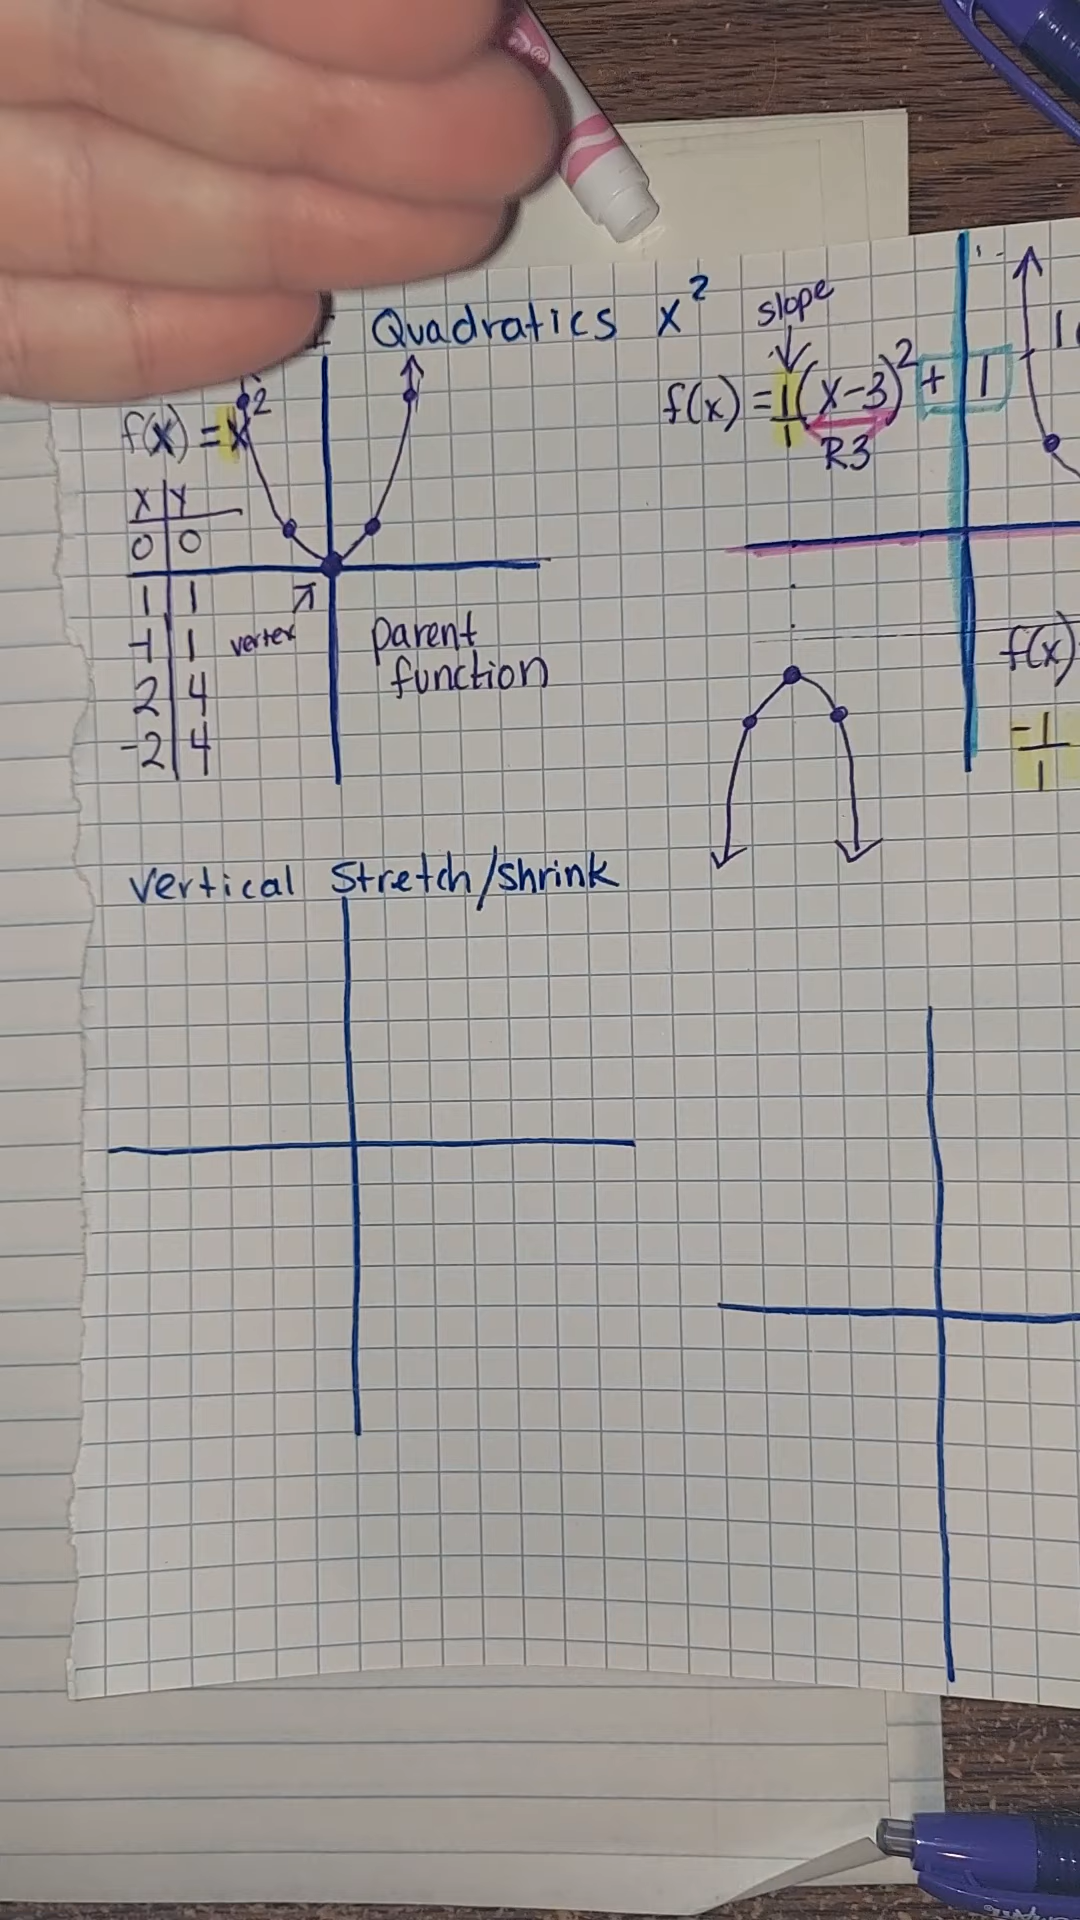 Quadratics x²
f(x) = x²
X Y
0 0
1 1
-1 1
2 4
-2 4
vertex
parent
function
slope
f(x) = 1/1 (x-3)² + 1
R3
f(x)
-1/1
Vertical Stretch/shrink